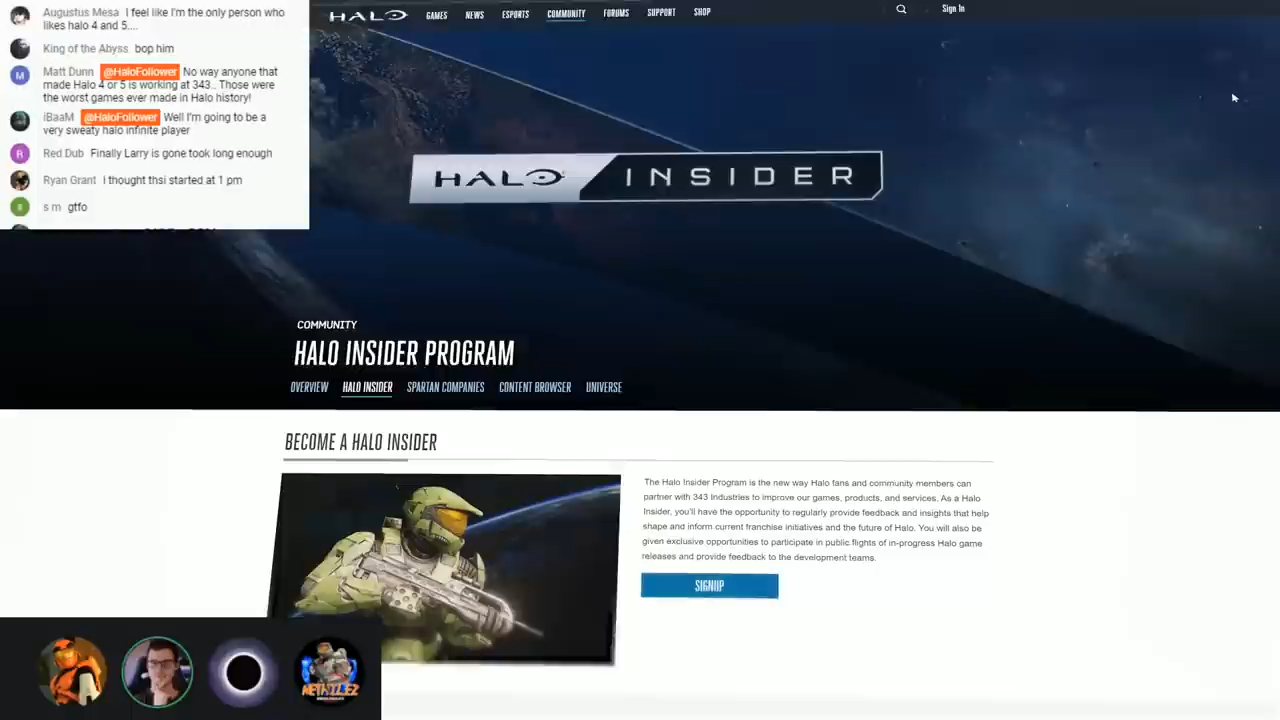 Augustus Mesa I feel like I'm the only person who
likes halo 4 and 5....
King of the Abyss bop him
Matt Dunn @HaloFollower No way anyone that
made Halo 4 or 5 is working at 343.. Those were
the worst games ever made in Halo history!
iBaaM @HaloFollower Well I'm going to be a
very sweaty halo infinite player
Red Dub Finally Larry is gone took long enough
Ryan Grant i thought thsi started at 1 pm
s m gtfo
HALO GAMES NEWS ESPORTS COMMUNITY FORUMS SUPPORT SHOP Sign In
HALO INSIDER
COMMUNITY
HALO INSIDER PROGRAM
OVERVIEW HALO INSIDER SPARTAN COMPANIES CONTENT BROWSER UNIVERSE
BECOME A HALO INSIDER
The Halo Insider Program is the new way Halo fans and community members can
partner with 343 Industries to improve our games, products, and services. As a Halo
Insider, you'll have the opportunity to regularly provide feedback and insights that help
shape and inform current franchise initiatives and the future of Halo. You will also be
given exclusive opportunities to participate in public flights of in-progress Halo game
releases and provide feedback to the development teams.
SIGNUP